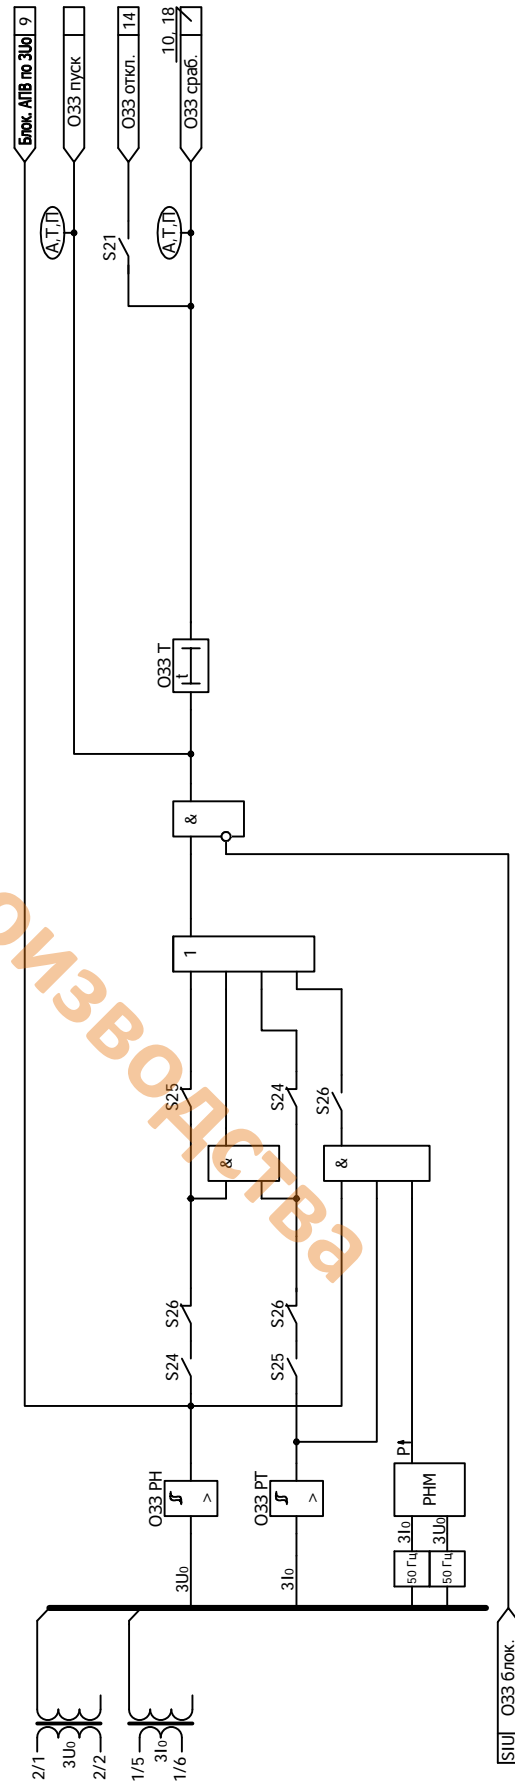 Блок. АПВ по 3U0 9
ОЗЗ пуск
ОЗЗ откл. 14
ОЗЗ сраб.
10, 18
А,Т,П
S21
А,Т,П
ОЗЗ Т
t
&
1
S25
S24
S26
&
&
S26
S24
S26
S25
ОЗЗ РН
>
ОЗЗ РТ
>
P
РНМ
3U0
3I0
3I0
3U0
50 Гц
50 Гц
2/1
3U0
2/2
1/5
3I0
1/6
SIU ОЗЗ блок.
оизводства